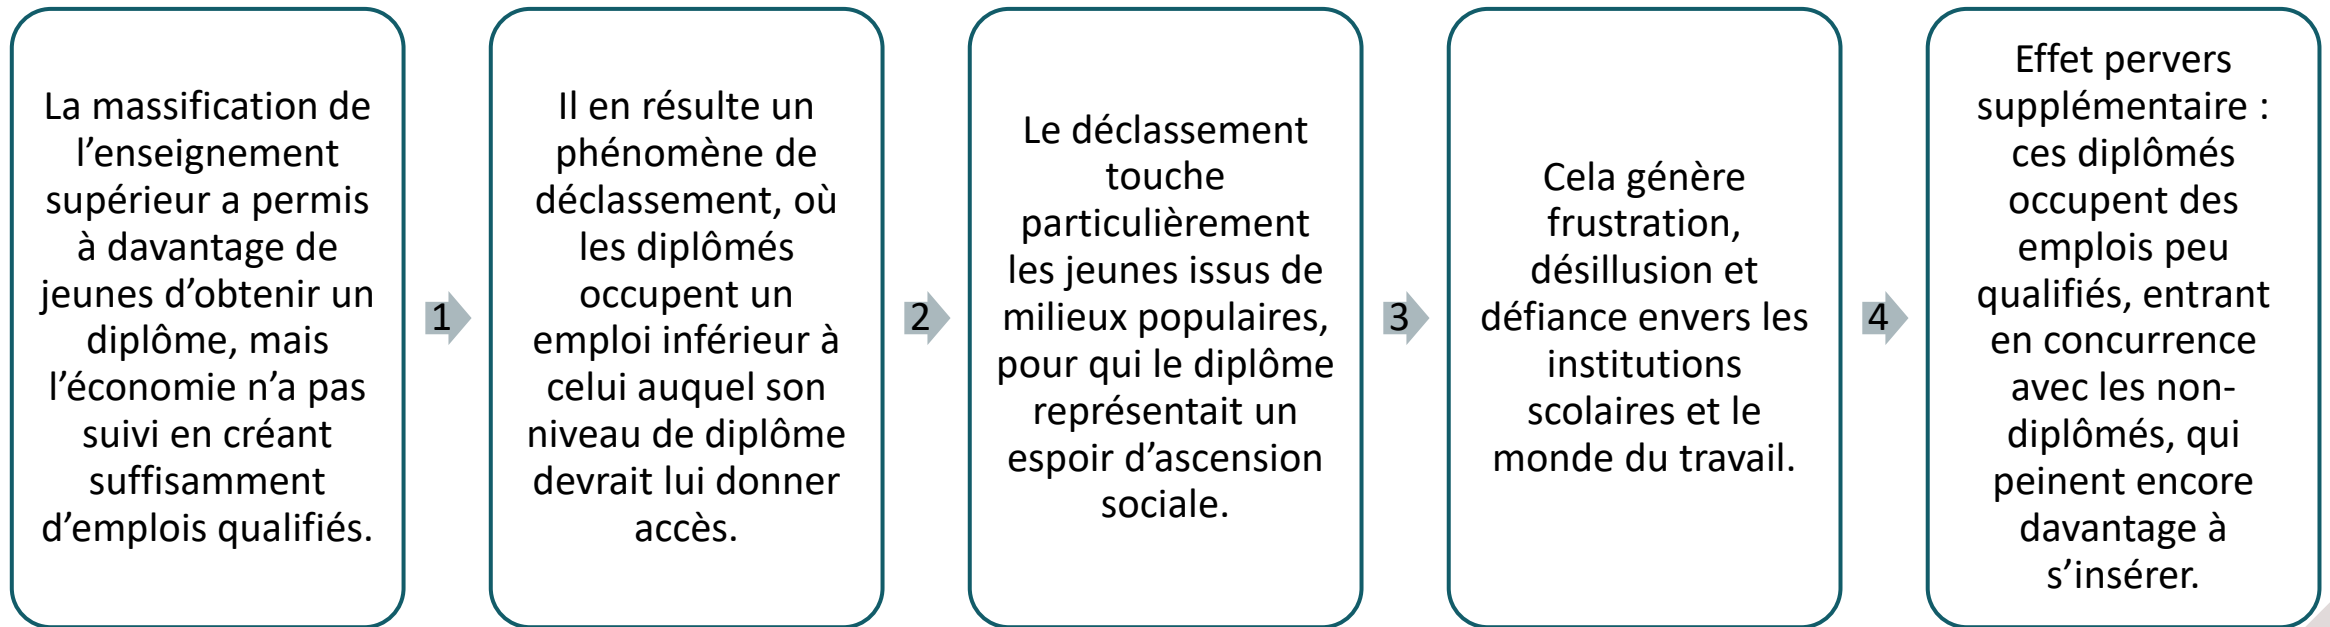 La massification de
l’enseignement
supérieur a permis
à davantage de
jeunes d’obtenir un
diplôme, mais
l’économie n’a pas
suivi en créant
suffisamment
d’emplois qualifiés.
1
Il en résulte un
phénomène de
déclassement, où
les diplômés
occupent un
emploi inférieur à
celui auquel son
niveau de diplôme
devrait lui donner
accès.
2
Le déclassement
touche
particulièrement
les jeunes issus de
milieux populaires,
pour qui le diplôme
représentait un
espoir d’ascension
sociale.
3
Cela génère
frustration,
désillusion et
défiance envers les
institutions
scolaires et le
monde du travail.
4
Effet pervers
supplémentaire :
ces diplômés
occupent des
emplois peu
qualifiés, entrant
en concurrence
avec les non-
diplômés, qui
peinent encore
davantage à
s’insérer.